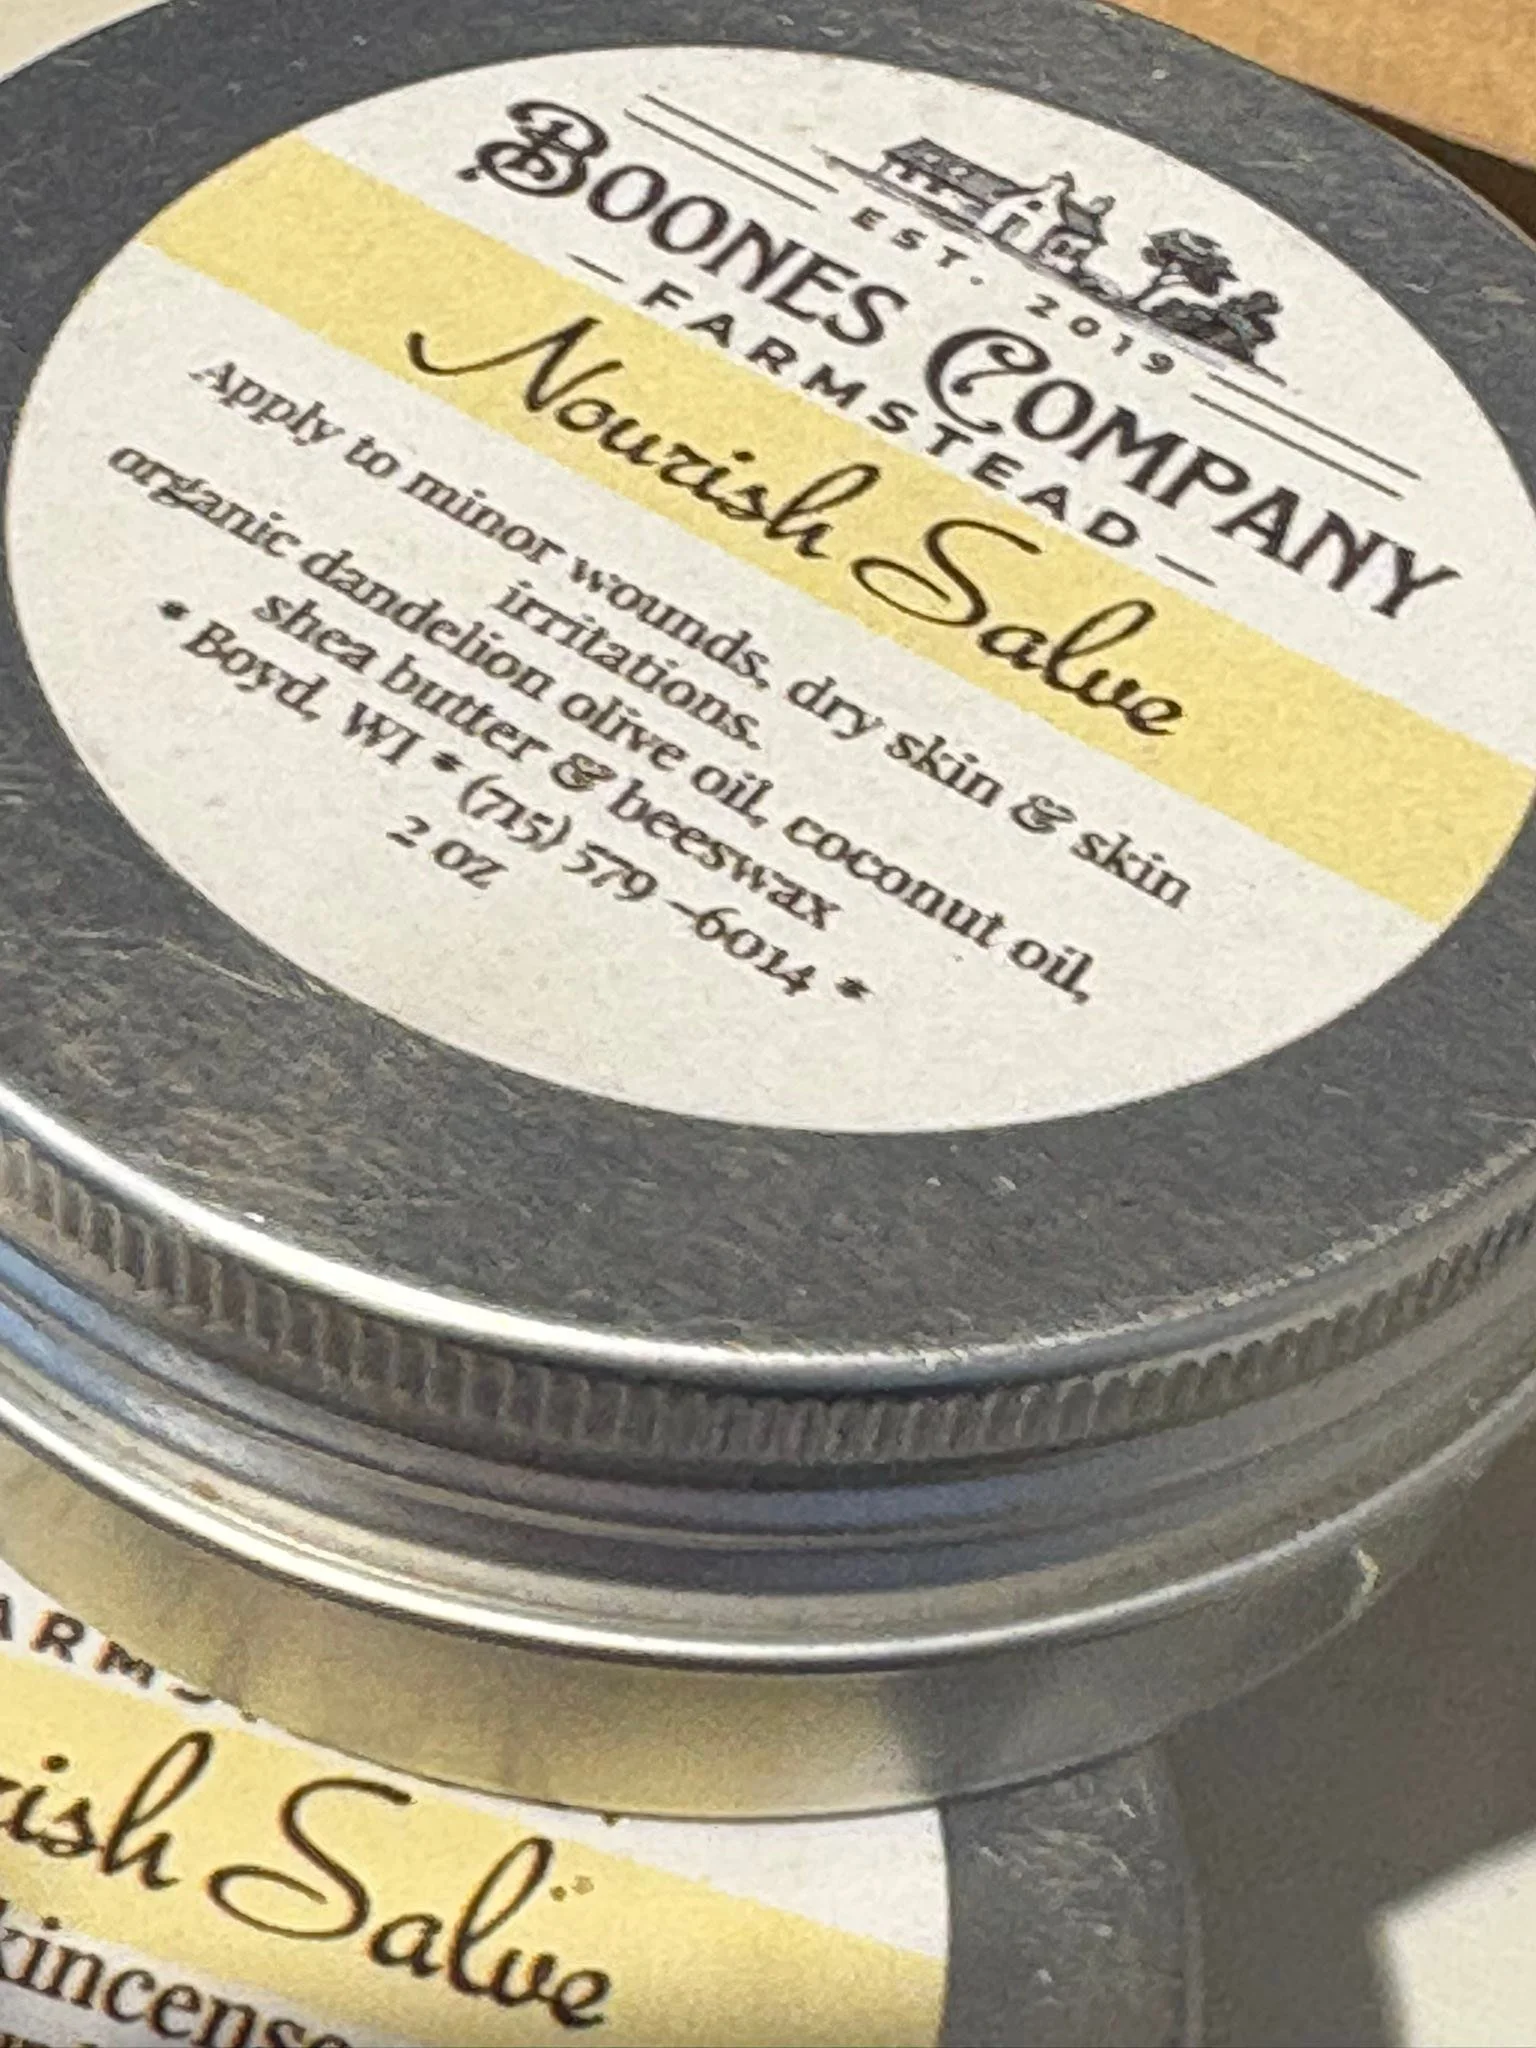 EST. 2019
BOONES COMPANY
— FARMSTEAD —
Nourish Salve
Apply to minor wounds, dry skin & skin
irritations.
organic dandelion olive oil, coconut oil,
shea butter & beeswax
* Boyd, WI * (715) 579 -6014 *
2 oz
ARMS
rish Salve
kincense